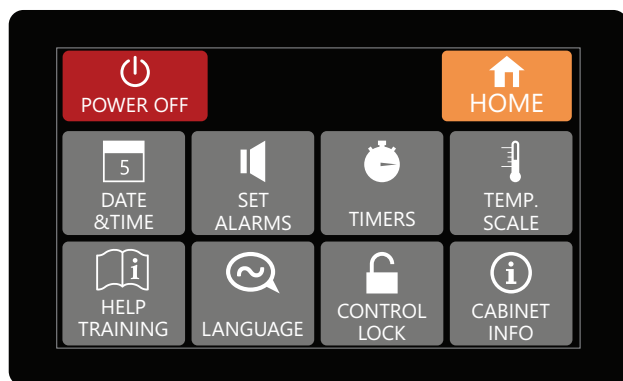 POWER OFF
HOME
5
DATE
&TIME
SET
ALARMS
TIMERS
TEMP.
SCALE
i
HELP
TRAINING
LANGUAGE
CONTROL
LOCK
i
CABINET
INFO